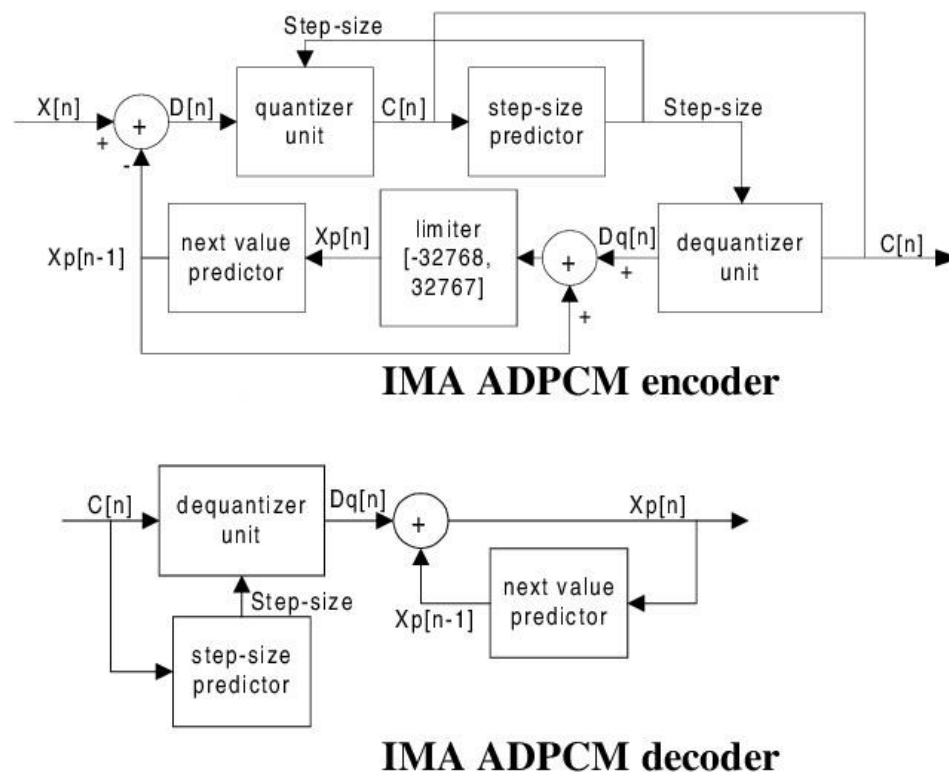 Step-size
X[n]
+
+
-
D[n]
quantizer
unit
C[n]
step-size
predictor
Step-size
Xp[n-1]
next value
predictor
Xp[n]
limiter
[-32768,
32767]
+
+
+
Dq[n]
dequantizer
unit
C[n]
IMA ADPCM encoder
C[n]
dequantizer
unit
Dq[n]
+
Xp[n]
Step-size
step-size
predictor
Xp[n-1]
next value
predictor
IMA ADPCM decoder